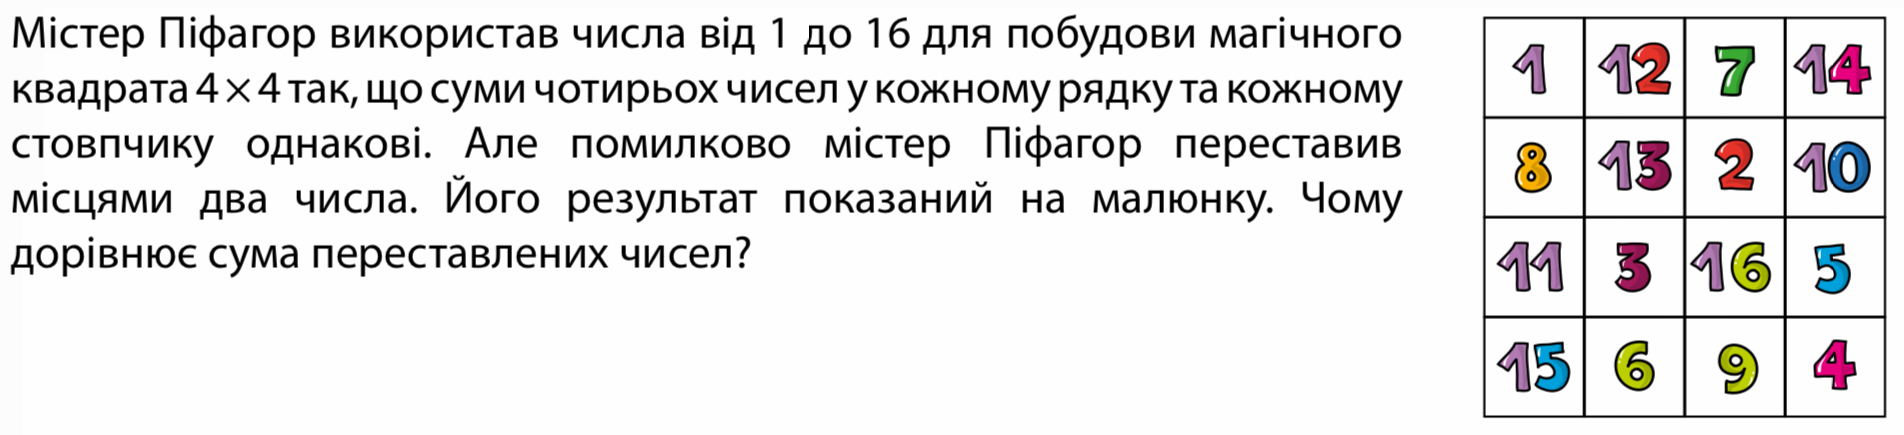 Містер Піфагор використав числа від 1 до 16 для побудови магічного
квадрата 4 × 4 так, що суми чотирьох чисел у кожному рядку та кожному
стовпчику однакові. Але помилково містер Піфагор переставив
місцями два числа. Його результат показаний на малюнку. Чому
дорівнює сума переставлених чисел?
1 12 7 14
8 13 2 10
11 3 16 5
15 6 9 4